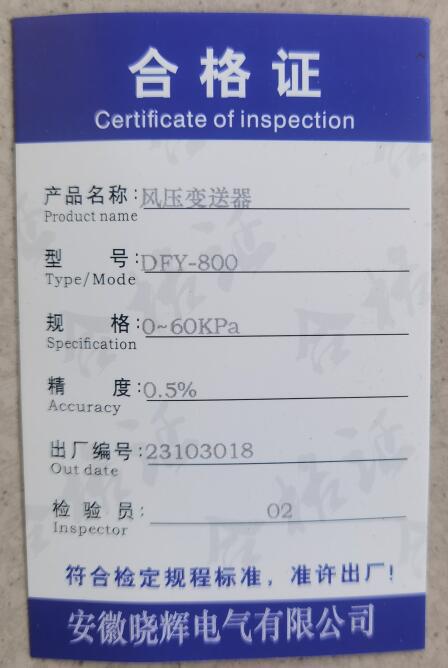 合格证
Certificate of inspection
产品名称:风压变送器
Product name
型 号:DFY-800
Type/Mode
规 格:0~60KPa
Specification
精 度:0.5%
Accuracy
出厂编号:23103018
Out date
检 验 员: 02
Inspector
符合检定规程标准，准许出厂!
安徽晓辉电气有限公司